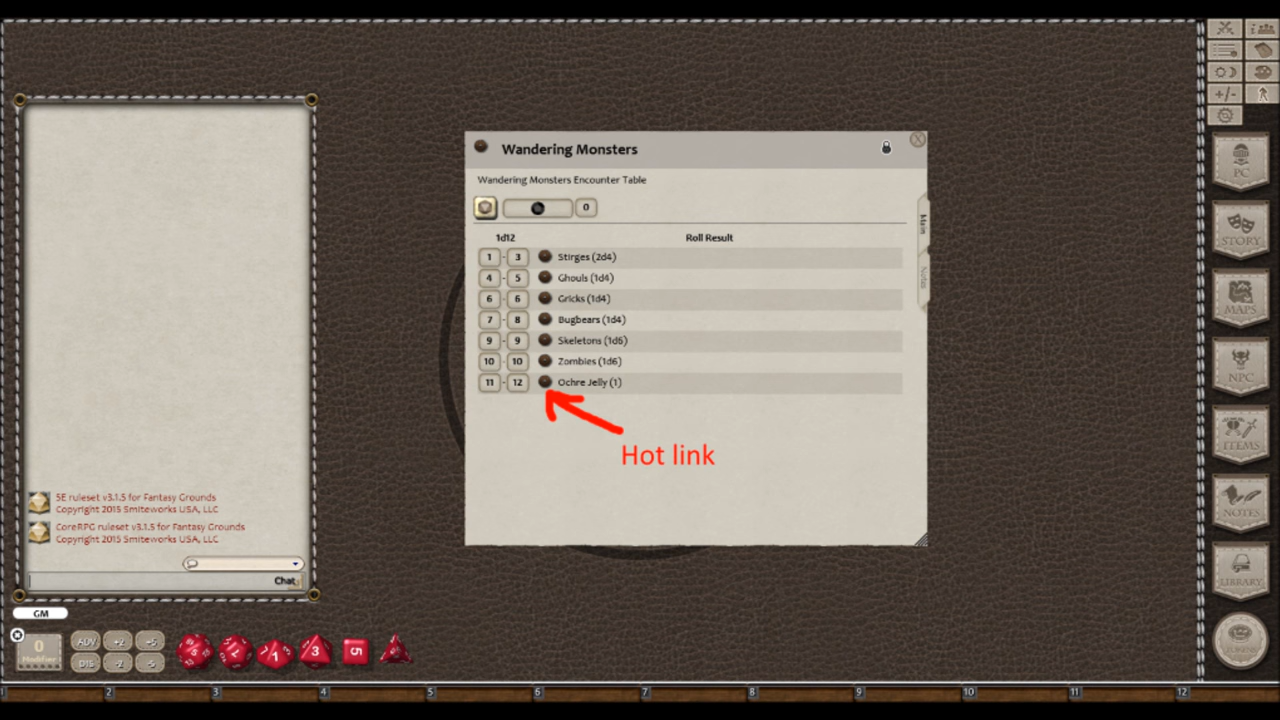 Wandering Monsters
Wandering Monsters Encounter Table
0
1d12 Roll Result
1 - 3 Stirges (2d4)
4 - 5 Ghouls (1d4)
6 - 6 Gricks (1d4)
7 - 8 Bugbears (1d4)
9 - 9 Skeletons (1d6)
10 - 10 Zombies (1d6)
11 - 12 Ochre Jelly (1)
Main
Notes
Hot link
5E ruleset v3.1.5 for Fantasy Grounds
Copyright 2015 Smiteworks USA, LLC
CoreRPG ruleset v3.1.5 for Fantasy Grounds
Copyright 2015 Smiteworks USA, LLC
Chat
GM
0
Modifier
ADV +2 +5
DIS -2 -5
3
5
+/-
PC
STORY
MAPS
NPC
ITEMS
NOTES
LIBRARY
TOKENS
1 2 3 4 5 6 7 8 9 10 11 12